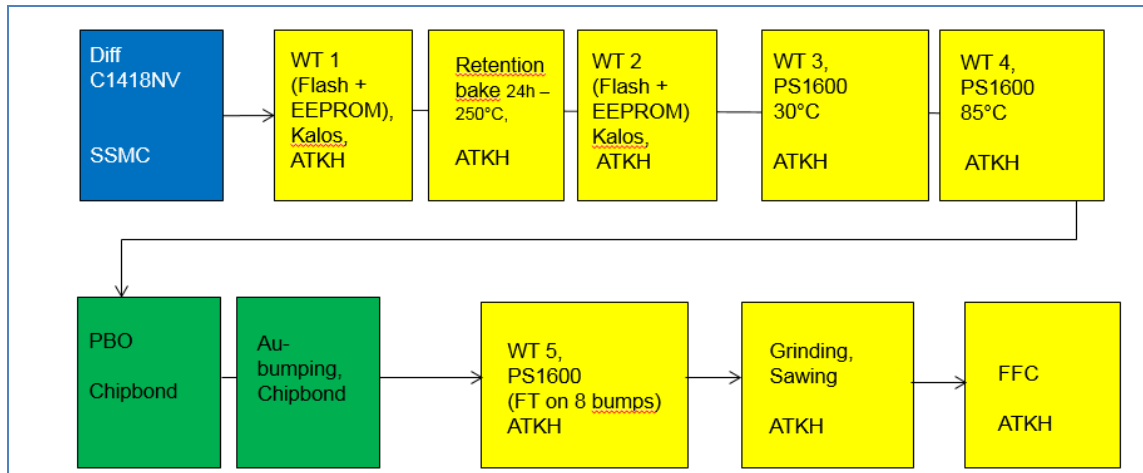 Diff
C1418NV
SSMC
WT 1
(Flash +
EEPROM),
Kalos,
ATKH
Retention
bake 24h –
250°C,
ATKH
WT 2
(Flash +
EEPROM)
Kalos,
ATKH
WT 3,
PS1600
30°C
ATKH
WT 4,
PS1600
85°C
ATKH
PBO
Chipbond
Au-
bumping,
Chipbond
WT 5,
PS1600
(FT on 8 bumps)
ATKH
Grinding,
Sawing
ATKH
FFC
ATKH